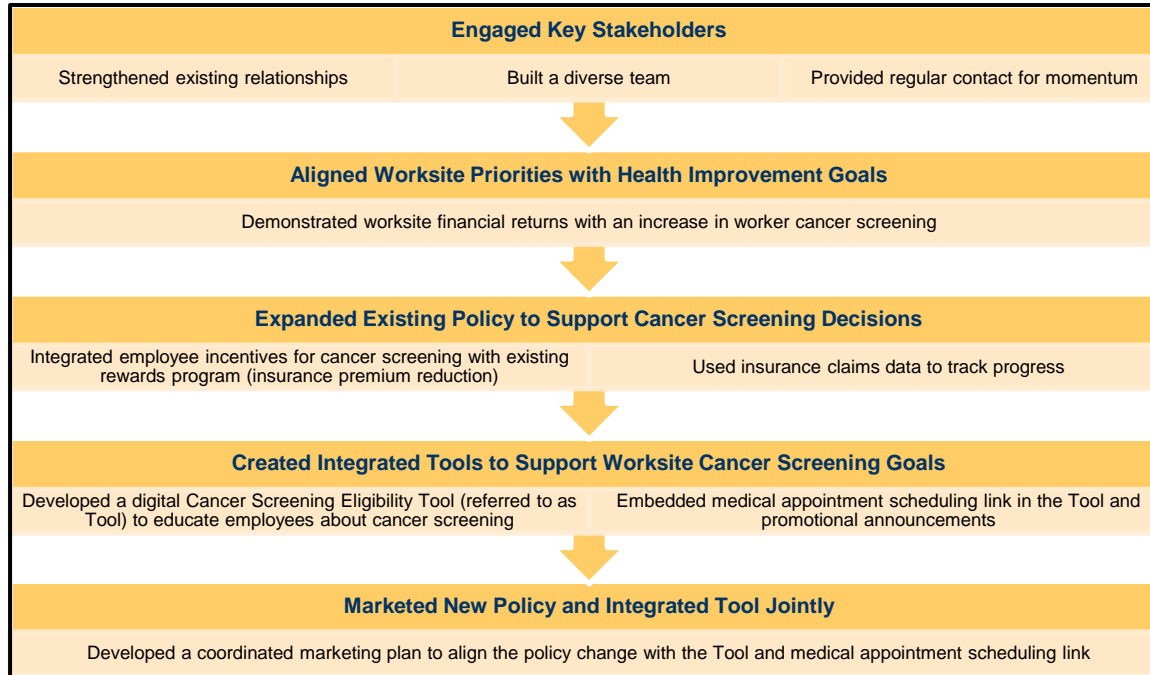 Engaged Key Stakeholders
Strengthened existing relationships
Built a diverse team
Provided regular contact for momentum
Aligned Worksite Priorities with Health Improvement Goals
Demonstrated worksite financial returns with an increase in worker cancer screening
Expanded Existing Policy to Support Cancer Screening Decisions
Integrated employee incentives for cancer screening with existing
rewards program (insurance premium reduction)
Used insurance claims data to track progress
Created Integrated Tools to Support Worksite Cancer Screening Goals
Developed a digital Cancer Screening Eligibility Tool (referred to as
Tool) to educate employees about cancer screening
Embedded medical appointment scheduling link in the Tool and
promotional announcements
Marketed New Policy and Integrated Tool Jointly
Developed a coordinated marketing plan to align the policy change with the Tool and medical appointment scheduling link